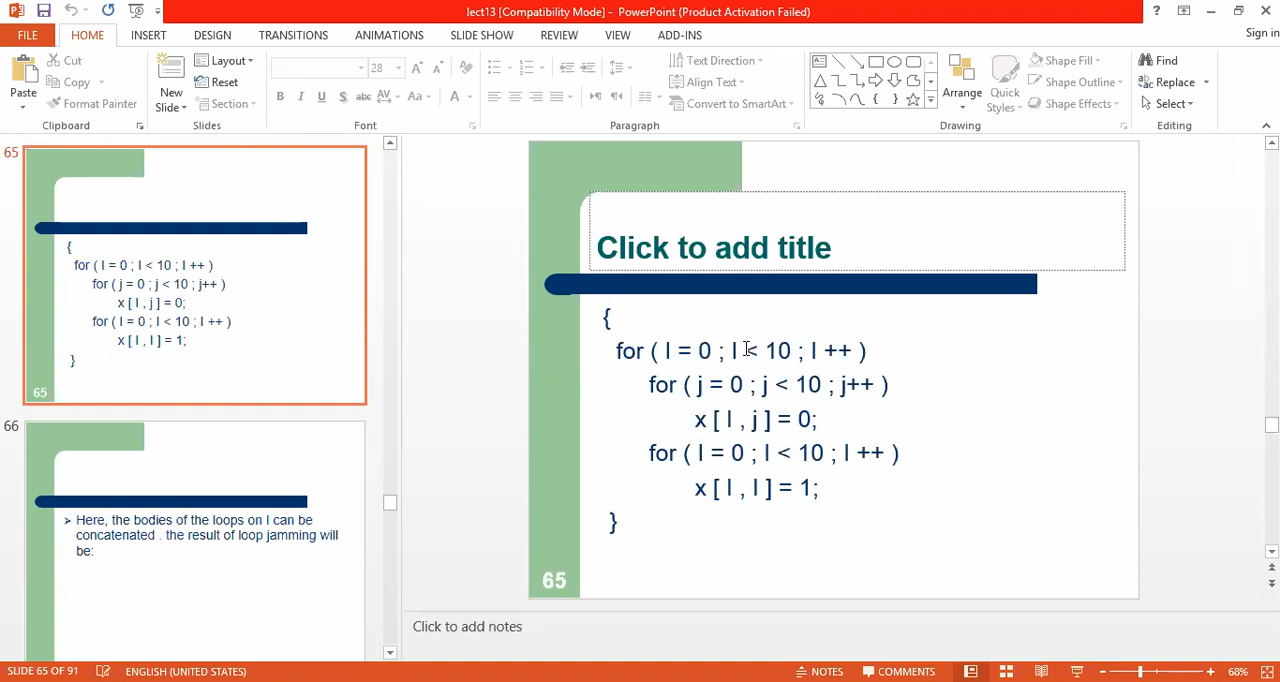 lect13 [Compatibility Mode] - PowerPoint (Product Activation Failed)
FILE HOME INSERT DESIGN TRANSITIONS ANIMATIONS SLIDE SHOW REVIEW VIEW ADD-INS
Sign in
Paste
Cut
Copy
Format Painter
Clipboard
New Slide
Layout
Reset
Section
Slides
28
B I U S abc AV Aa A
Font
Text Direction
Align Text
Convert to SmartArt
Paragraph
Arrange
Quick Styles
Shape Fill
Shape Outline
Shape Effects
Drawing
Find
Replace
Select
Editing
65
{
for ( I = 0 ; I < 10 ; I ++ )
for ( j = 0 ; j < 10 ; j++ )
x [ I , j ] = 0;
for ( I = 0 ; I < 10 ; I ++ )
x [ I , I ] = 1;
}
65
66
Here, the bodies of the loops on I can be
concatenated . the result of loop jamming will
be:
Click to add title
{
for ( I = 0 ; I < 10 ; I ++ )
for ( j = 0 ; j < 10 ; j++ )
x [ I , j ] = 0;
for ( I = 0 ; I < 10 ; I ++ )
x [ I , I ] = 1;
}
65
Click to add notes
SLIDE 65 OF 91 ENGLISH (UNITED STATES) NOTES COMMENTS 68%